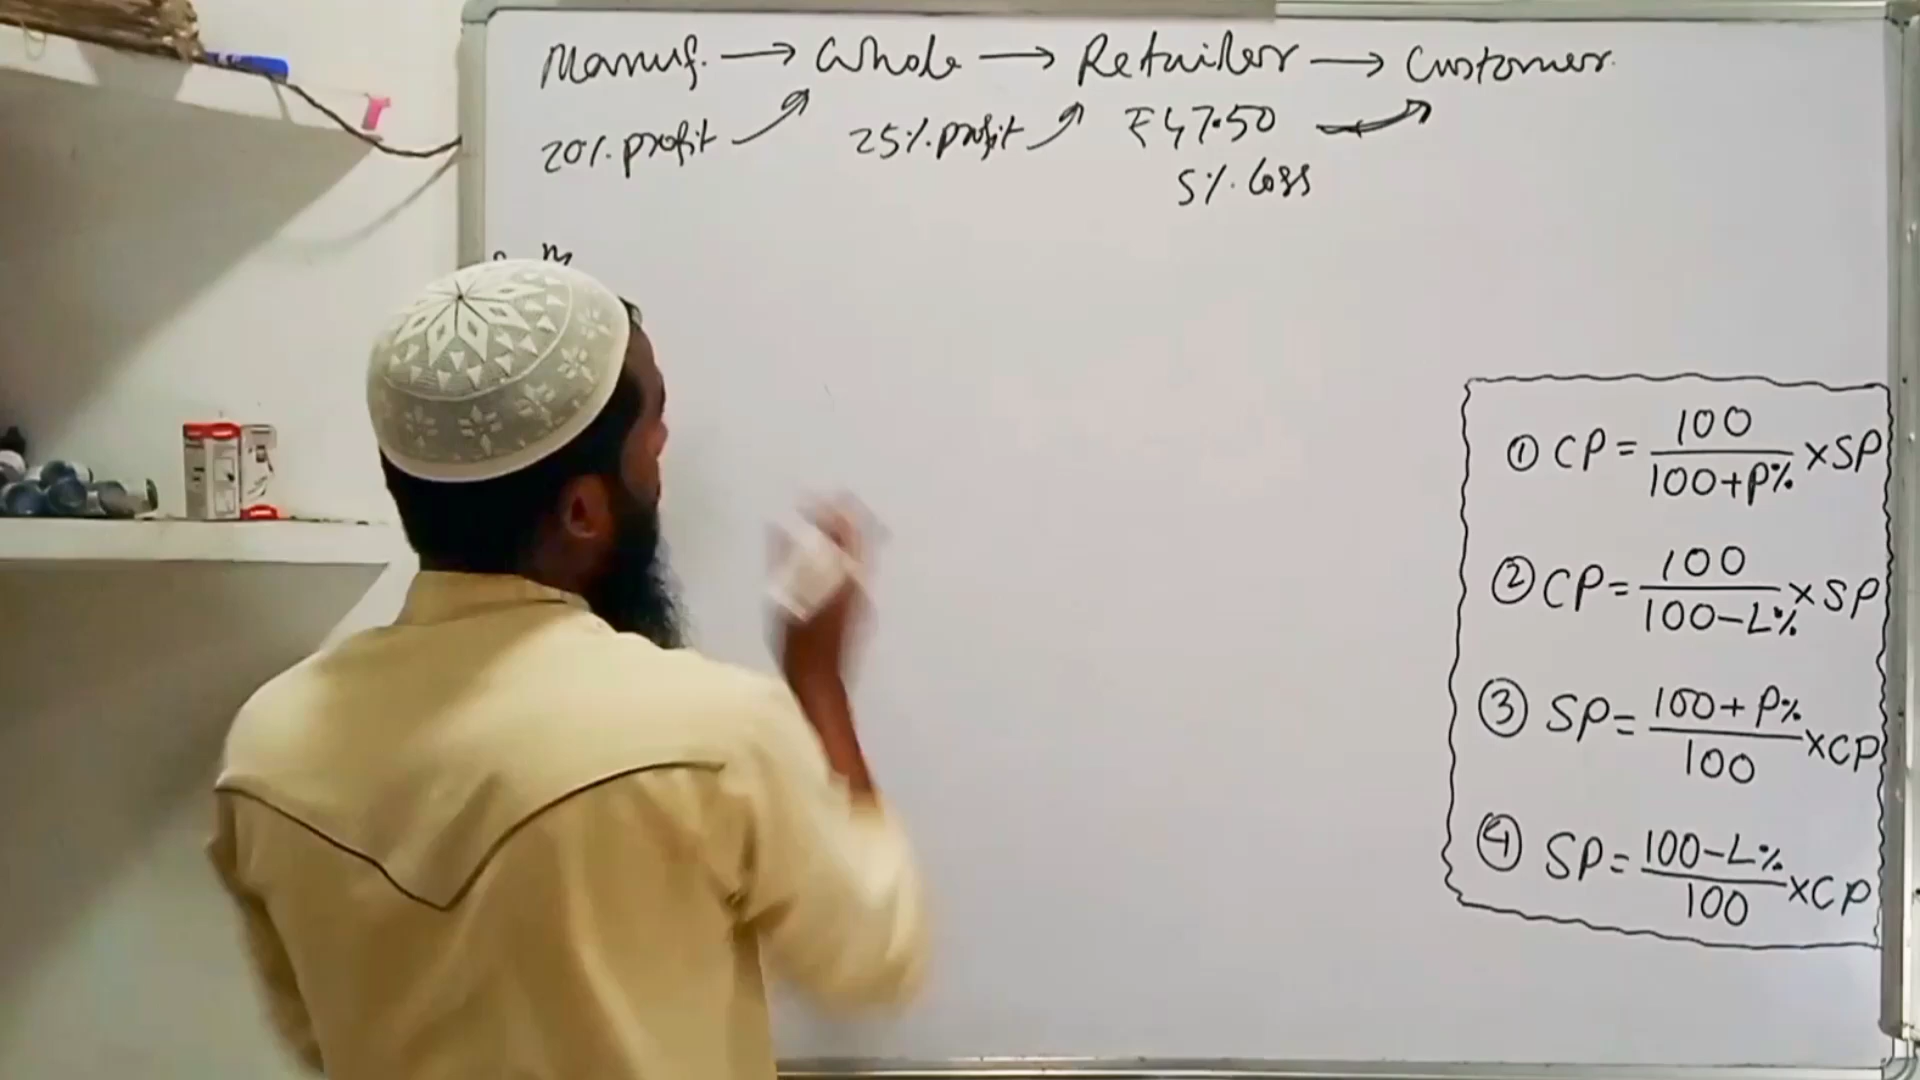 Manuf. → Whole → Retailer → Customer.
20% profit 25% profit ₹47.50
5% Loss
① CP = 100 / 100+P% × SP
② CP = 100 / 100-L% × SP
③ SP = 100+P% / 100 × CP
④ SP = 100-L% / 100 × CP